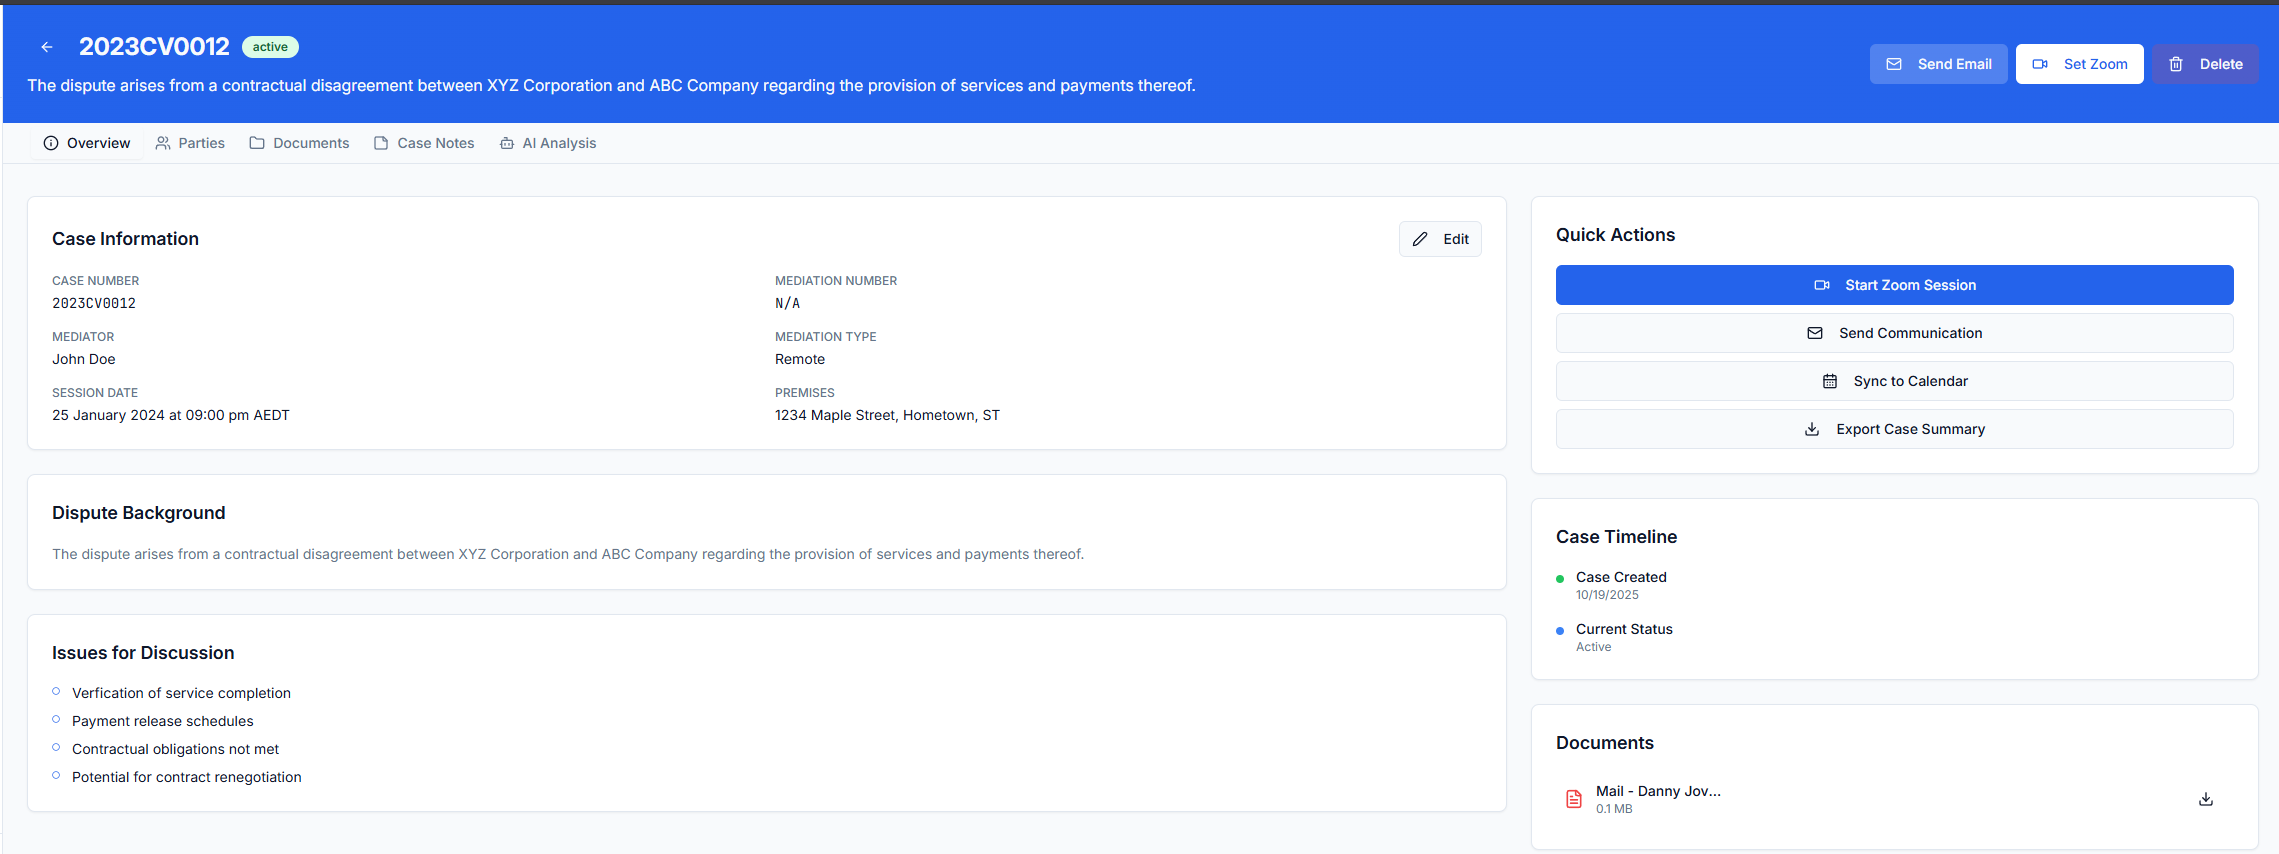 2023CV0012 active
The dispute arises from a contractual disagreement between XYZ Corporation and ABC Company regarding the provision of services and payments thereof.
Send Email Set Zoom Delete
Overview Parties Documents Case Notes AI Analysis
Case Information
Edit
CASE NUMBER
2023CV0012
MEDIATION NUMBER
N/A
MEDIATOR
John Doe
MEDIATION TYPE
Remote
SESSION DATE
25 January 2024 at 09:00 pm AEDT
PREMISES
1234 Maple Street, Hometown, ST
Dispute Background
The dispute arises from a contractual disagreement between XYZ Corporation and ABC Company regarding the provision of services and payments thereof.
Issues for Discussion
Verfication of service completion
Payment release schedules
Contractual obligations not met
Potential for contract renegotiation
Quick Actions
Start Zoom Session
Send Communication
Sync to Calendar
Export Case Summary
Case Timeline
Case Created
10/19/2025
Current Status
Active
Documents
Mail - Danny Jov...
0.1 MB